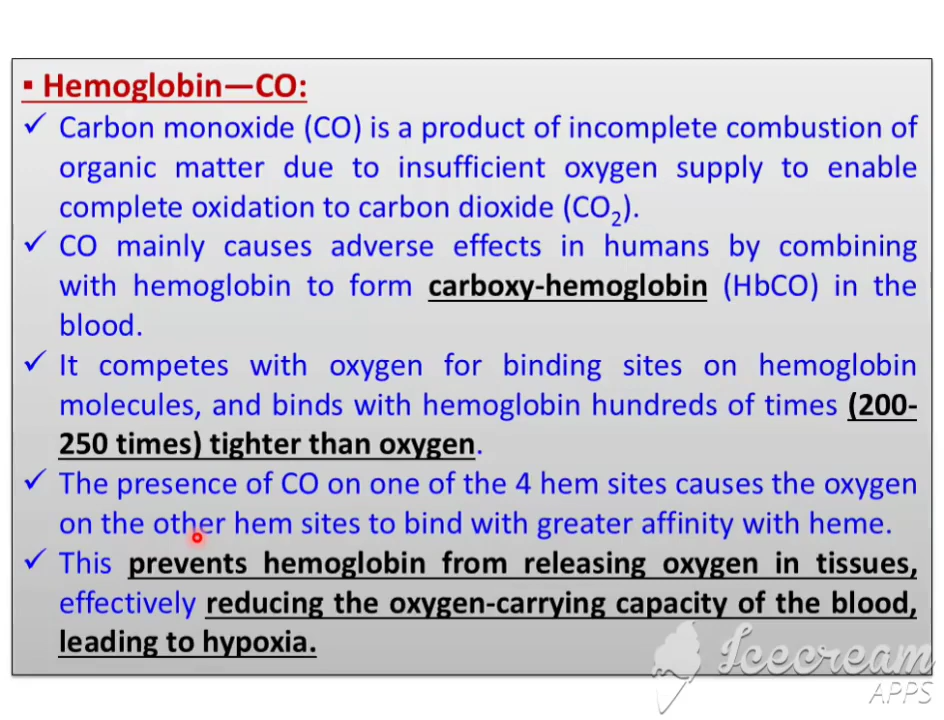 ▪ Hemoglobin—CO:
✓ Carbon monoxide (CO) is a product of incomplete combustion of
organic matter due to insufficient oxygen supply to enable
complete oxidation to carbon dioxide (CO₂).
✓ CO mainly causes adverse effects in humans by combining
with hemoglobin to form carboxy-hemoglobin (HbCO) in the
blood.
✓ It competes with oxygen for binding sites on hemoglobin
molecules, and binds with hemoglobin hundreds of times (200-
250 times) tighter than oxygen.
✓ The presence of CO on one of the 4 hem sites causes the oxygen
on the other hem sites to bind with greater affinity with heme.
✓ This prevents hemoglobin from releasing oxygen in tissues,
effectively reducing the oxygen-carrying capacity of the blood,
leading to hypoxia.
Icecream
APPS